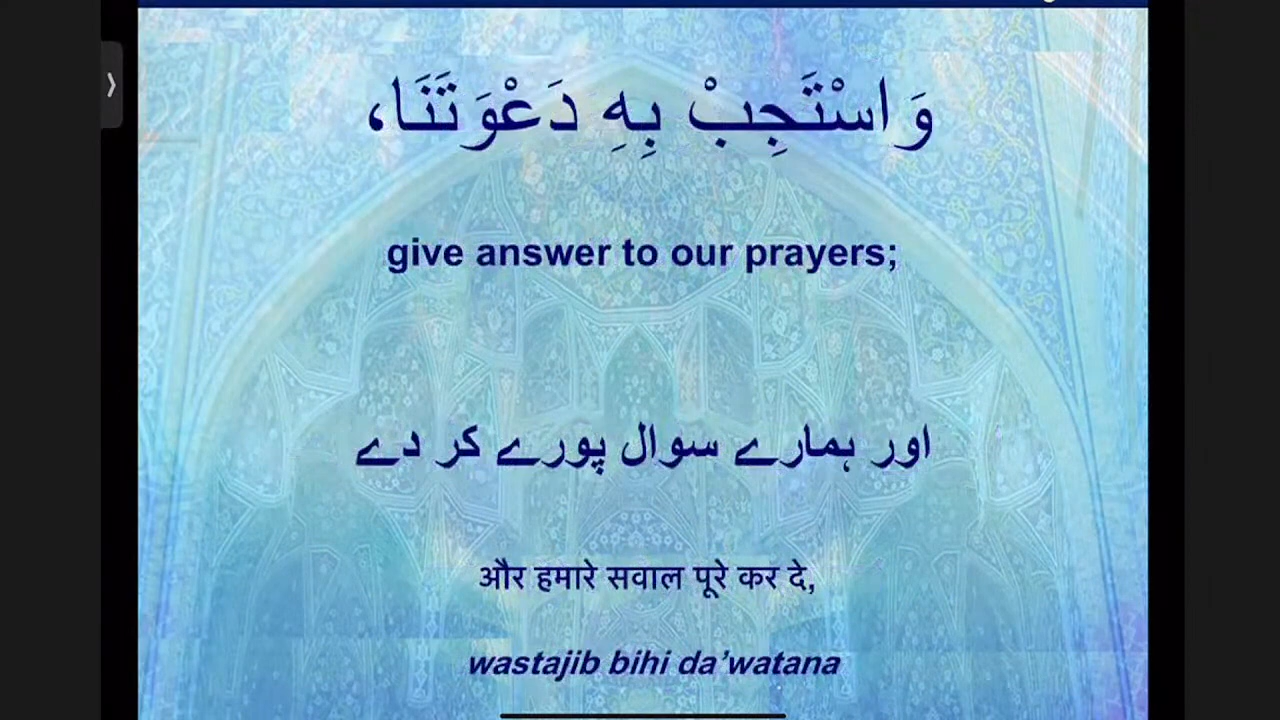 وَاسْتَجِبْ بِهِ دَعْوَتَنَا،
give answer to our prayers;
اور ہمارے سوال پورے کر دے
और हमारे सवाल पूरे कर दे,
wastajib bihi da’watana